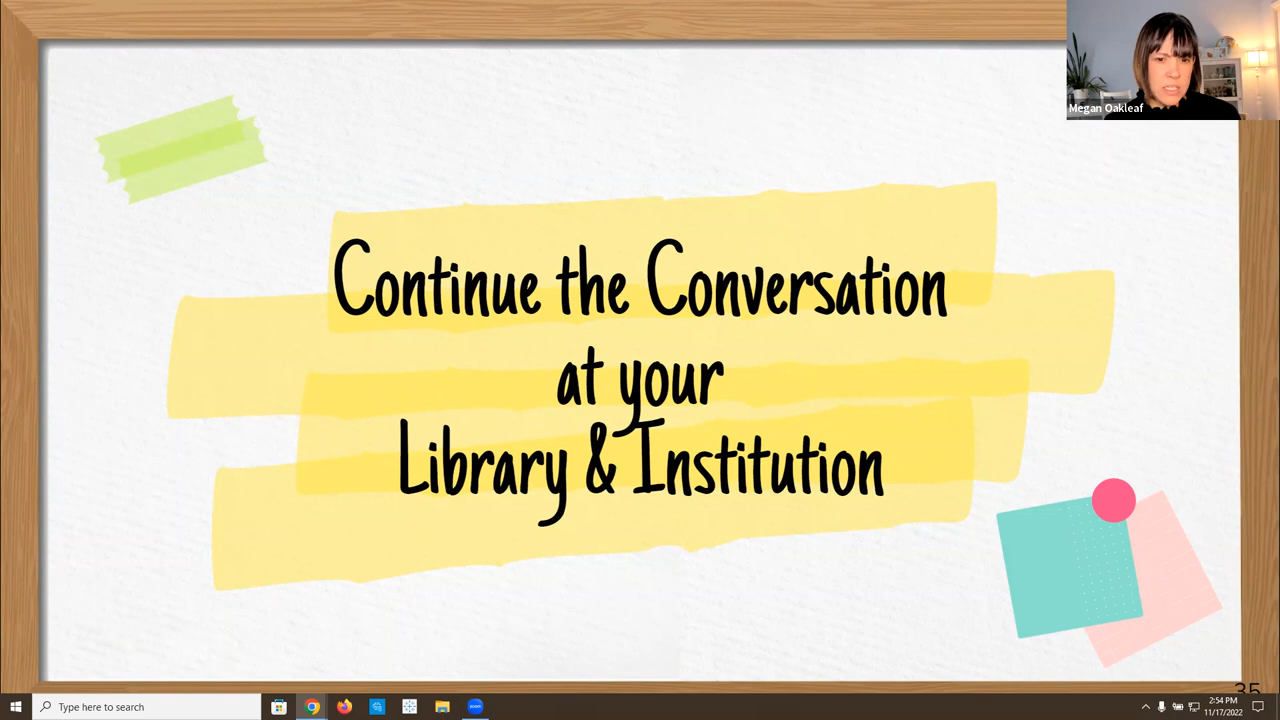 Megan Oakleaf
Continue the Conversation
at your
Library & Institution
35
Type here to search
zoom
2:54 PM
11/17/2022